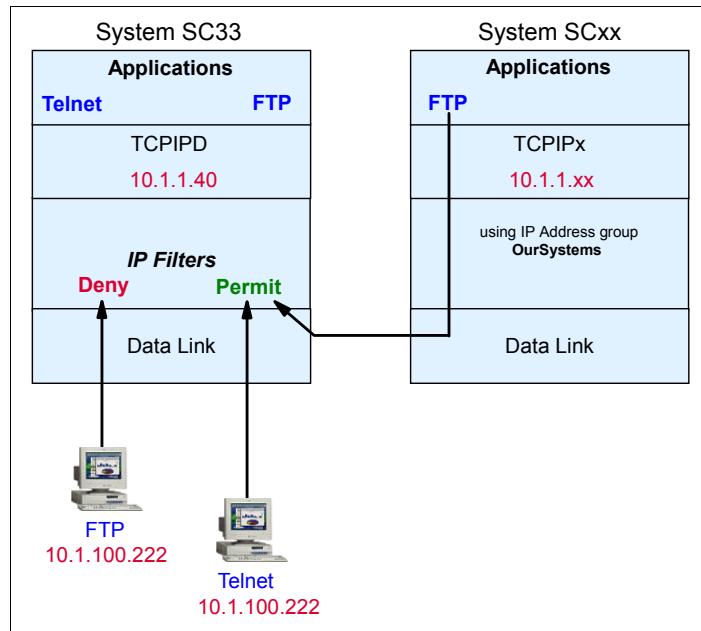 System SC33
Applications
Telnet
FTP
TCPIPD
10.1.1.40
IP Filters
Deny
Permit
Data Link
FTP
10.1.100.222
Telnet
10.1.100.222
System SCxx
Applications
FTP
TCPIPx
10.1.1.xx
using IP Address group
OurSystems
Data Link